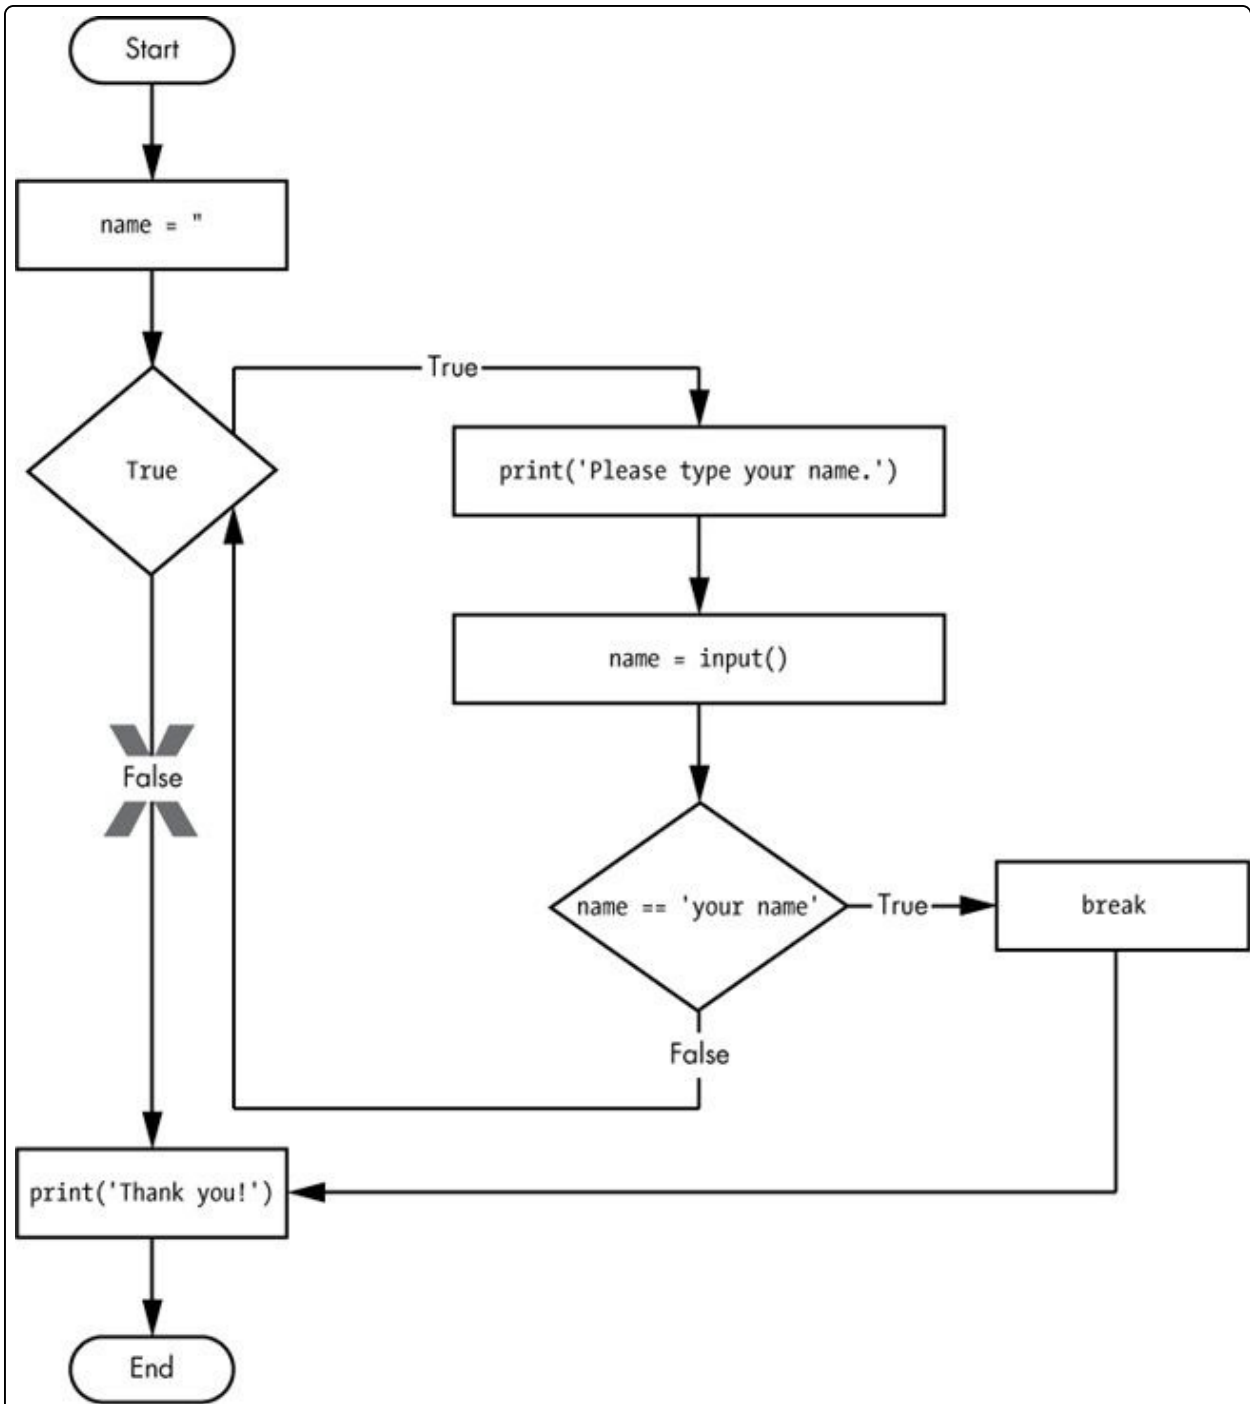 Start
name = "
True
True
print('Please type your name.')
name = input()
False
name == 'your name'
True
break
False
print('Thank you!')
End